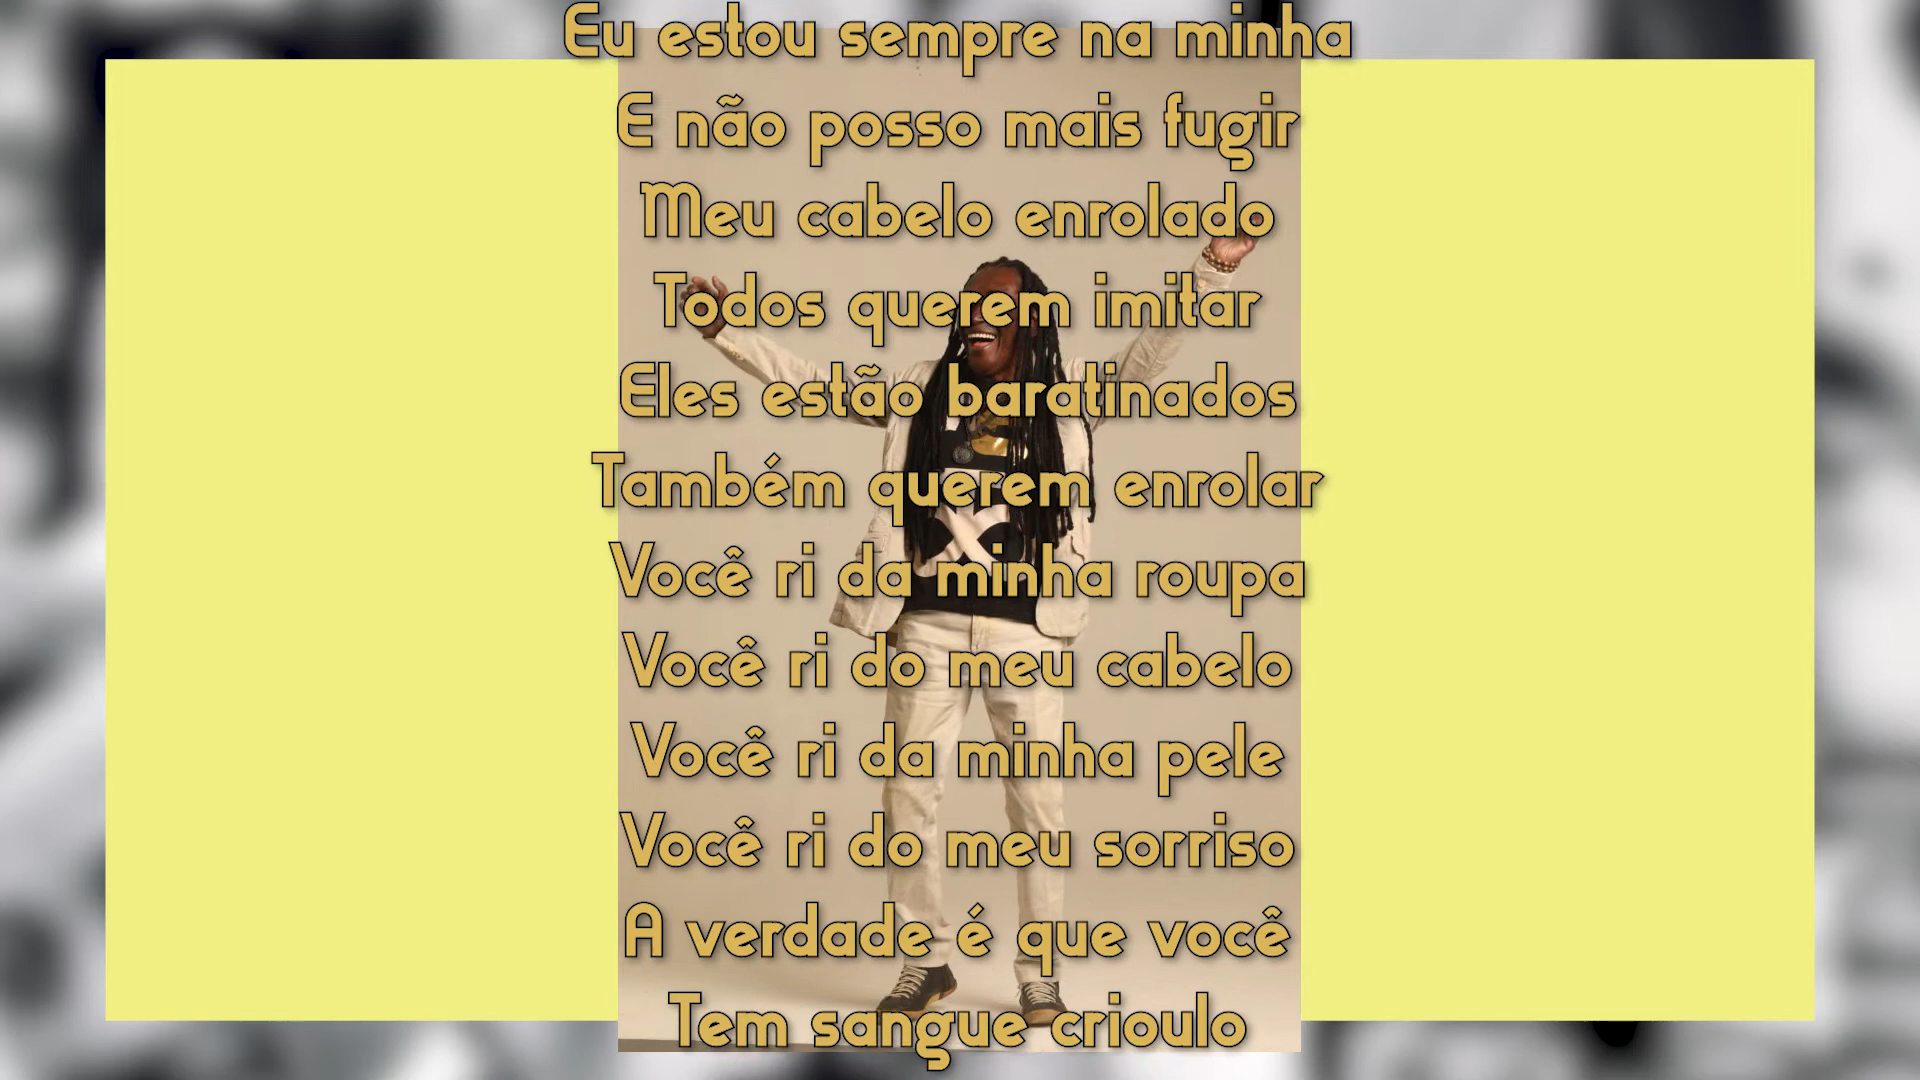 Eu estou sempre na minha
E não posso mais fugir
Meu cabelo enrolado
Todos querem imitar
Eles estão baratinados
Também querem enrolar
Você ri da minha roupa
Você ri do meu cabelo
Você ri da minha pele
Você ri do meu sorriso
A verdade é que você
Tem sangue crioulo